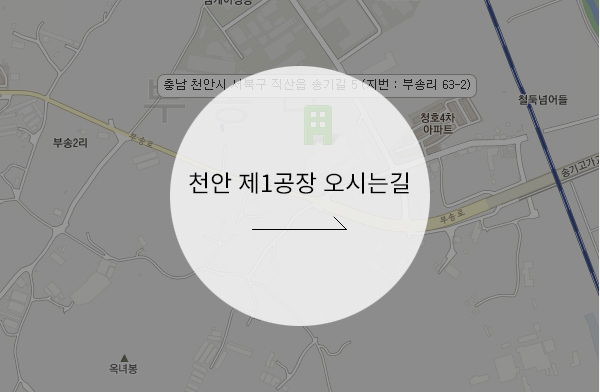 충남 천안시 서북구 직산읍 송기길 5 (지번 : 부송리 63-2)
철둑넘어들
청호4차
아파트
부송2리
부송로
송기고가교
천안 제1공장 오시는길
부송로
옥녀봉